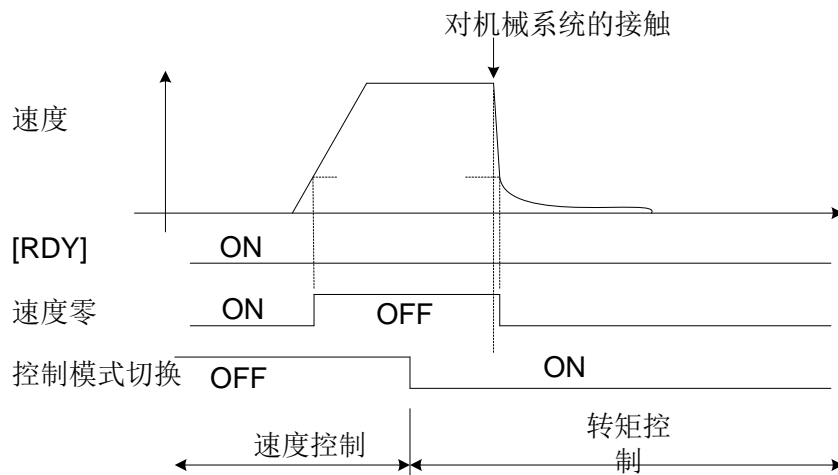 对机械系统的接触
速度
[RDY] ON
速度零 ON OFF
控制模式切换 OFF ON
速度控制 转矩控
制